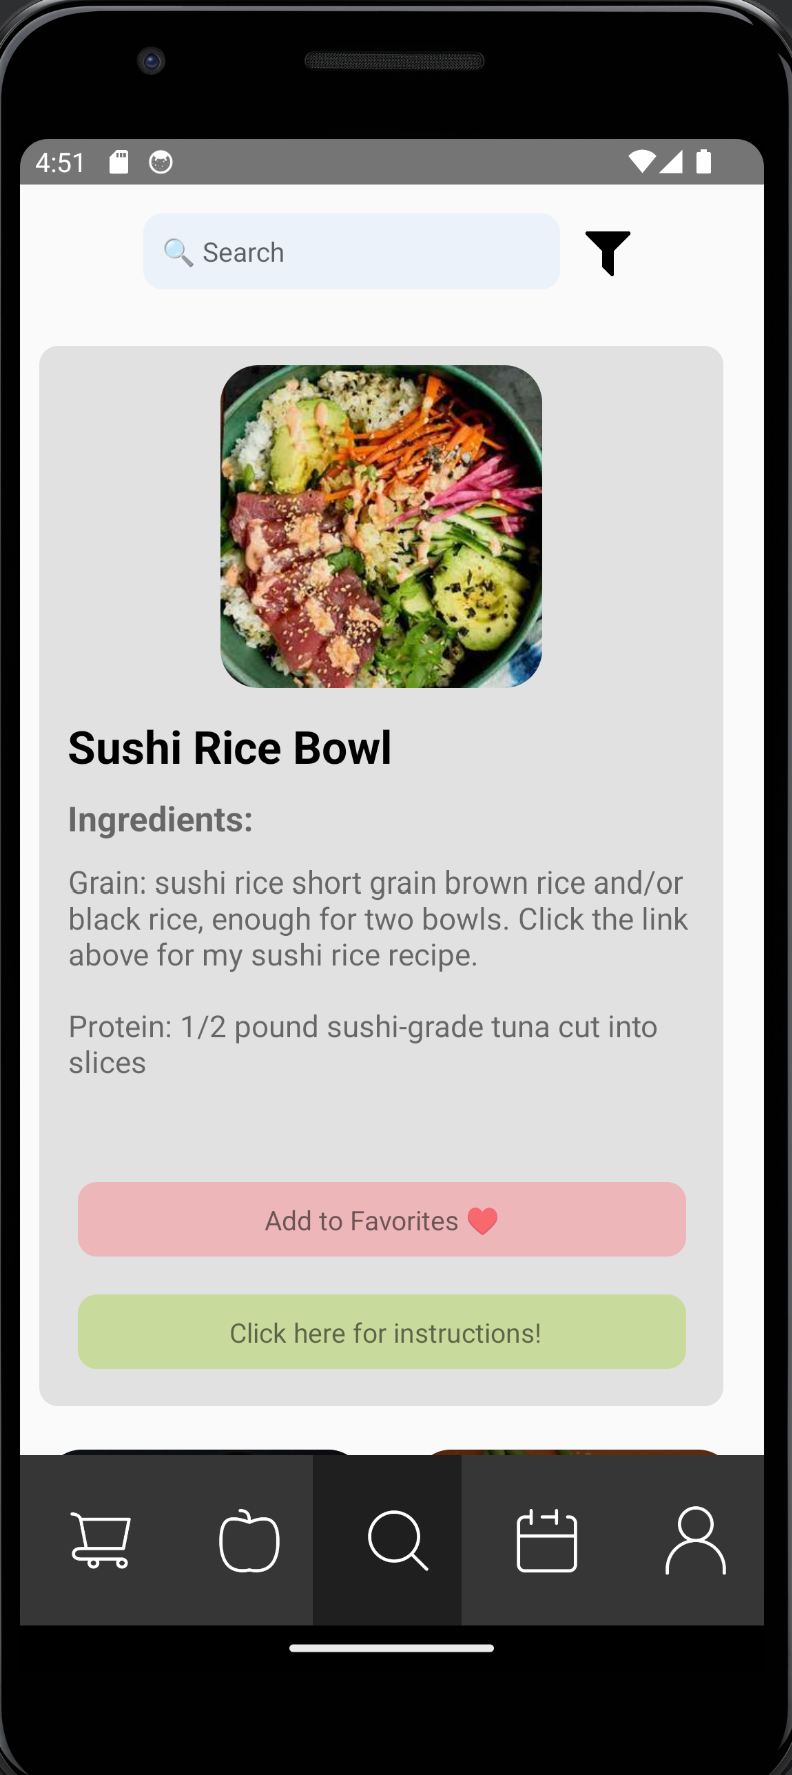 4:51
🔍 Search
Sushi Rice Bowl
Ingredients:
Grain: sushi rice short grain brown rice and/or
black rice, enough for two bowls. Click the link
above for my sushi rice recipe.
Protein: 1/2 pound sushi-grade tuna cut into
slices
Add to Favorites ♥️
Click here for instructions!